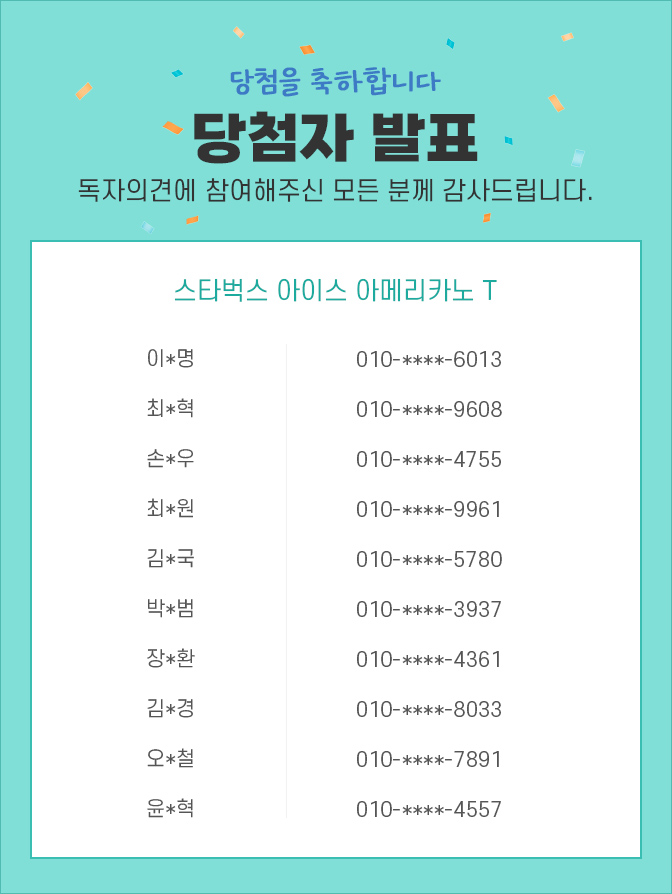 당첨을 축하합니다
당첨자 발표
독자의견에 참여해주신 모든 분께 감사드립니다.
스타벅스 아이스 아메리카노 T
이*명 010-****-6013
최*혁 010-****-9608
손*우 010-****-4755
최*원 010-****-9961
김*국 010-****-5780
박*범 010-****-3937
장*환 010-****-4361
김*경 010-****-8033
오*철 010-****-7891
윤*혁 010-****-4557